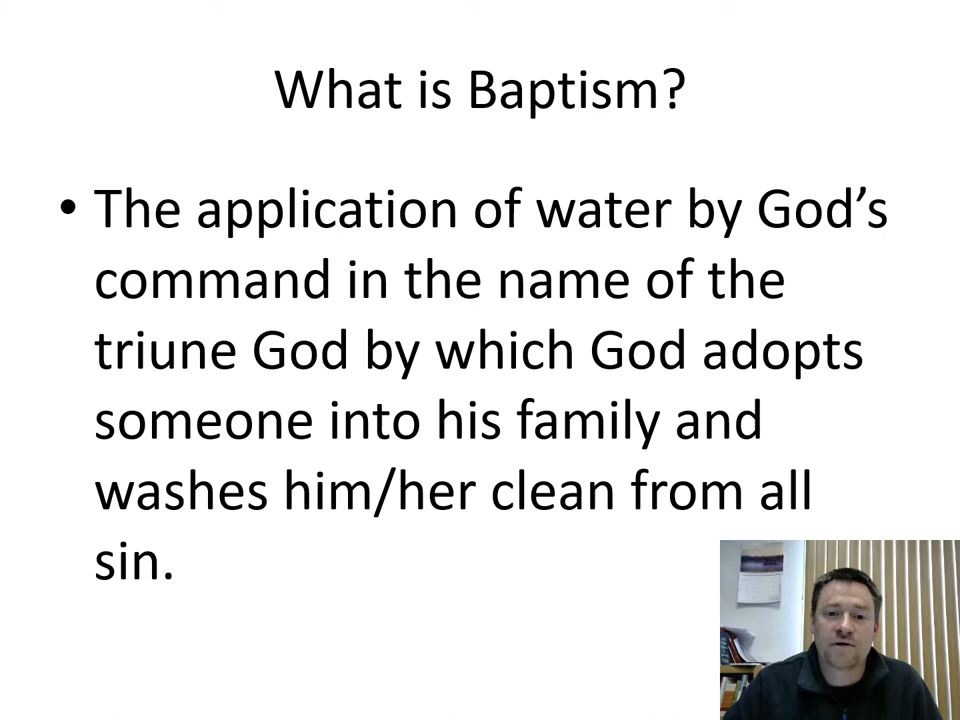 What is Baptism?
• The application of water by God’s
command in the name of the
triune God by which God adopts
someone into his family and
washes him/her clean from all
sin.